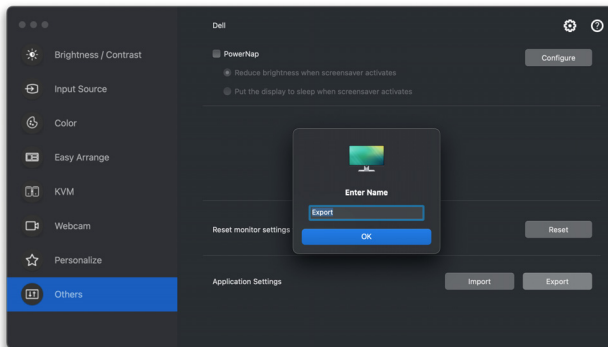 Dell
Brightness / Contrast
PowerNap
Configure
Reduce brightness when screensaver activates
Input Source
Put the display to sleep when screensaver activates
Color
Easy Arrange
KVM
Enter Name
Export
Webcam
Reset monitor settings
OK
Reset
Personalize
Application Settings
Import
Export
Others